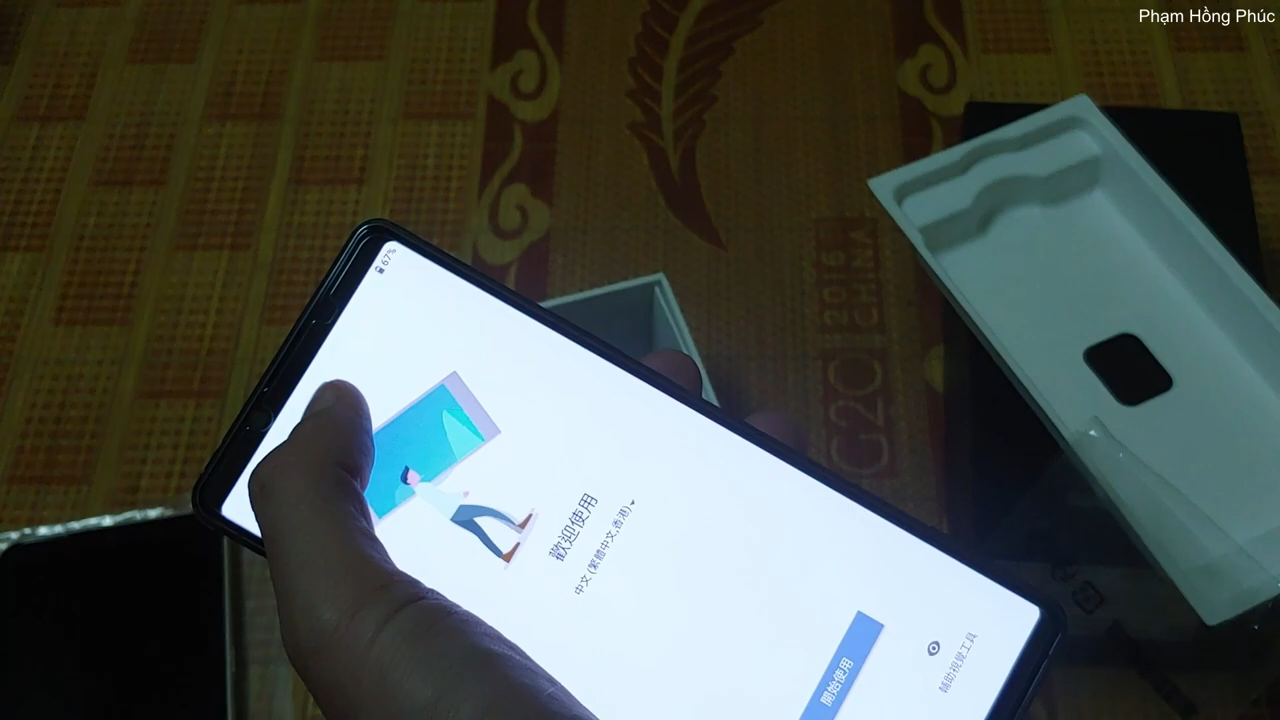 Phạm Hồng Phúc
67%
歡迎使用
中文 (繁體中文,香港)
開始使用
輔助視覺工具
2016
CHINA
G20